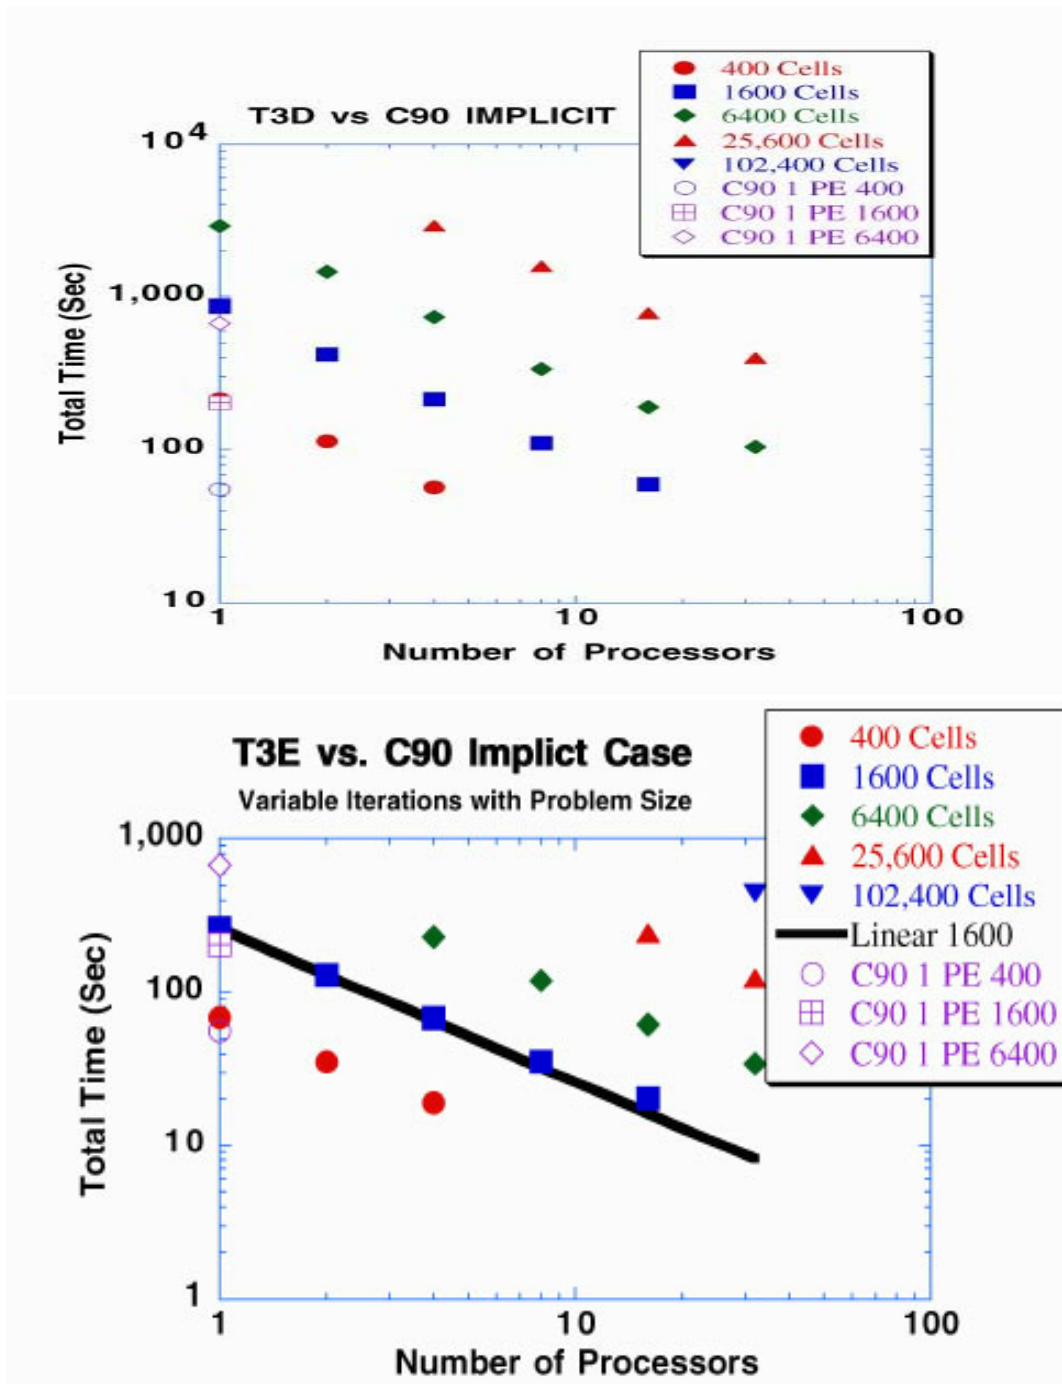 400 Cells
1600 Cells
6400 Cells
25,600 Cells
102,400 Cells
C90 1 PE 400
C90 1 PE 1600
C90 1 PE 6400
T3D vs C90 IMPLICIT
10⁴
1,000
100
10
Total Time (Sec)
1
10
100
Number of Processors
T3E vs. C90 Implict Case
Variable Iterations with Problem Size
400 Cells
1600 Cells
6400 Cells
25,600 Cells
102,400 Cells
Linear 1600
C90 1 PE 400
C90 1 PE 1600
C90 1 PE 6400
1,000
100
10
1
Total Time (Sec)
1
10
100
Number of Processors